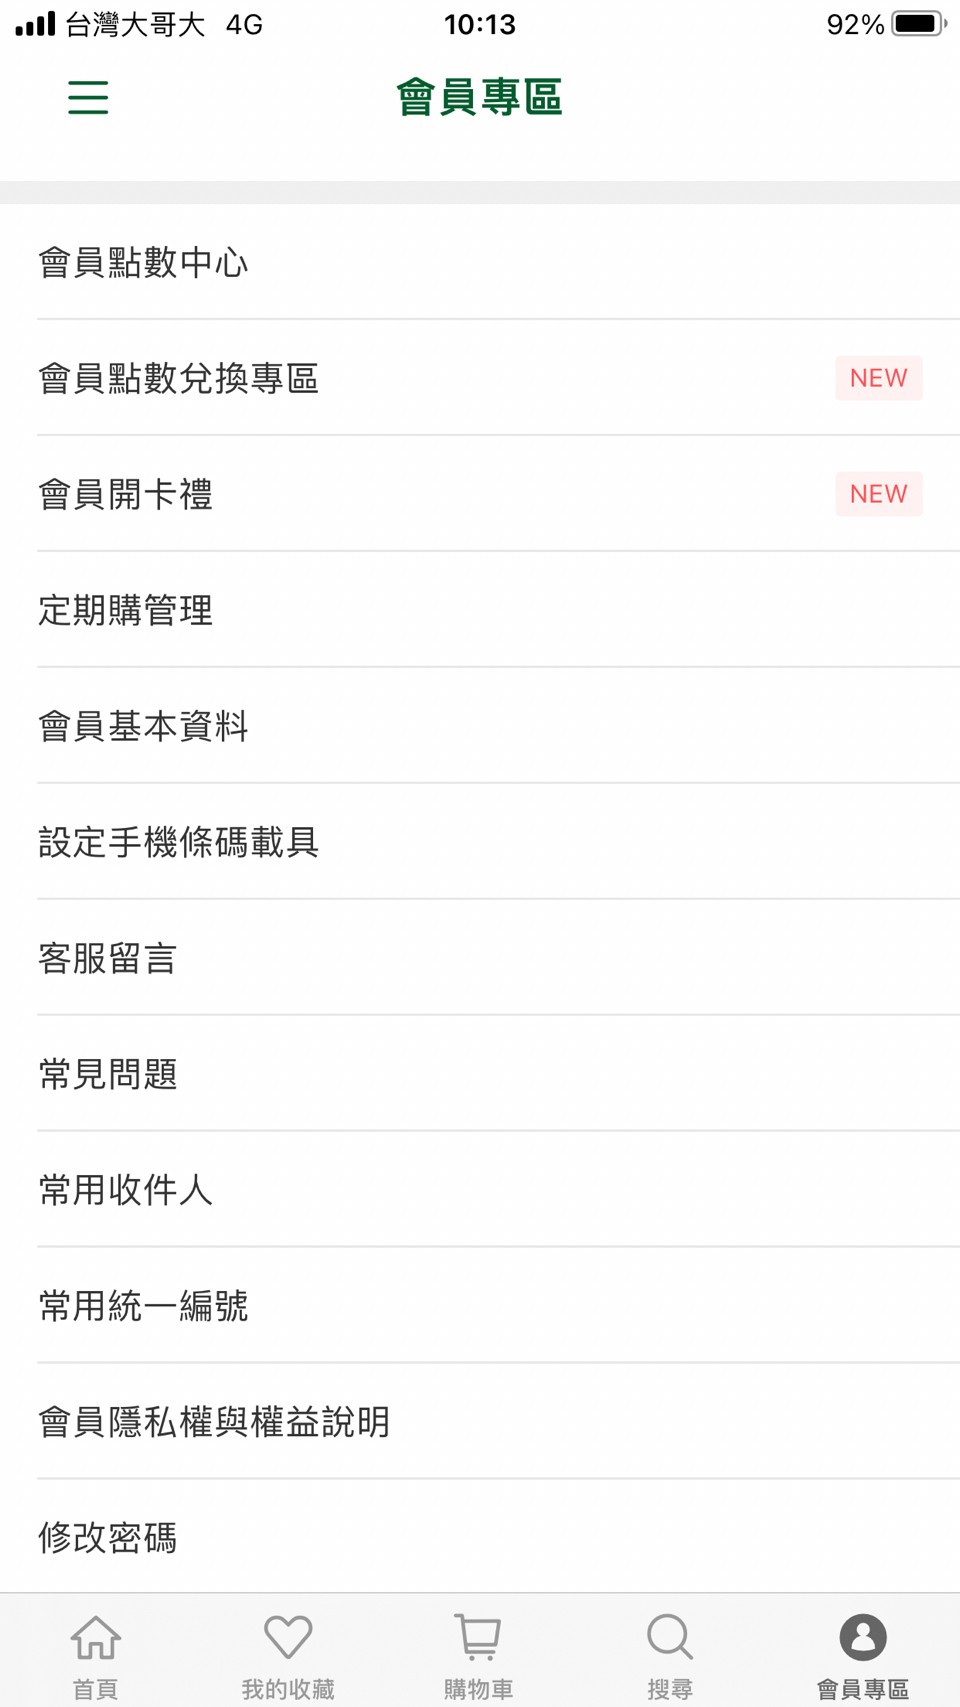 台灣大哥大 4G 10:13 92%
會員專區
會員點數中心
會員點數兌換專區 NEW
會員開卡禮 NEW
定期購管理
會員基本資料
設定手機條碼載具
客服留言
常見問題
常用收件人
常用統一編號
會員隱私權與權益說明
修改密碼
首頁 我的收藏 購物車 搜尋 會員專區